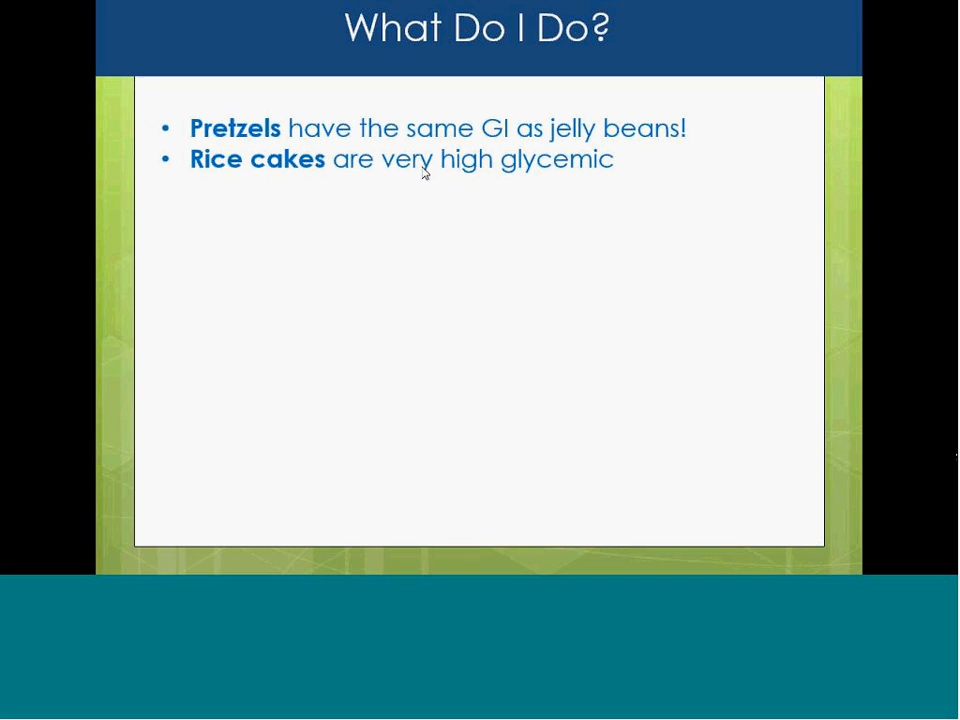 What Do I Do?
• Pretzels have the same GI as jelly beans!
• Rice cakes are very high glycemic